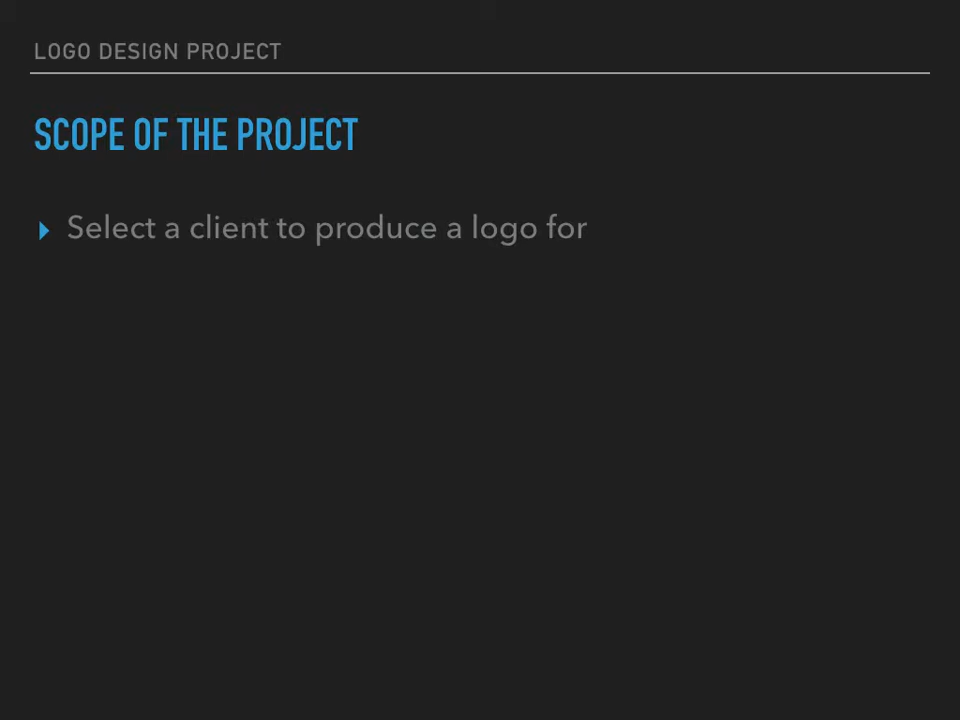 LOGO DESIGN PROJECT
SCOPE OF THE PROJECT
Select a client to produce a logo for